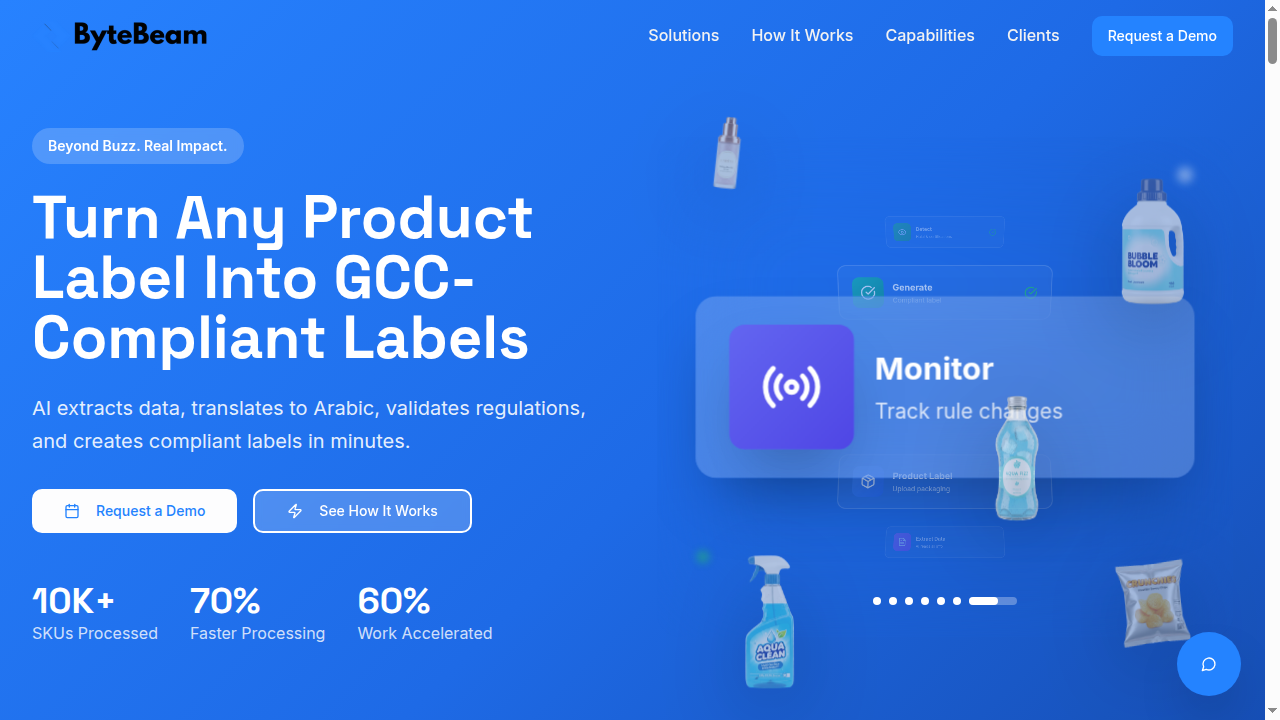 ByteBeam
Solutions
How It Works
Capabilities
Clients
Request a Demo
Beyond Buzz. Real Impact.
Turn Any Product
Label Into GCC-
Compliant Labels
AI extracts data, translates to Arabic, validates regulations,
and creates compliant labels in minutes.
Request a Demo
See How It Works
10K+
SKUs Processed
70%
Faster Processing
60%
Work Accelerated
Detect
Generate
Compliant label
Monitor
Track rule changes
Product Label
Upload packaging
Extract Data
BUBBLE
BLOOM
AQUA
CLEAN